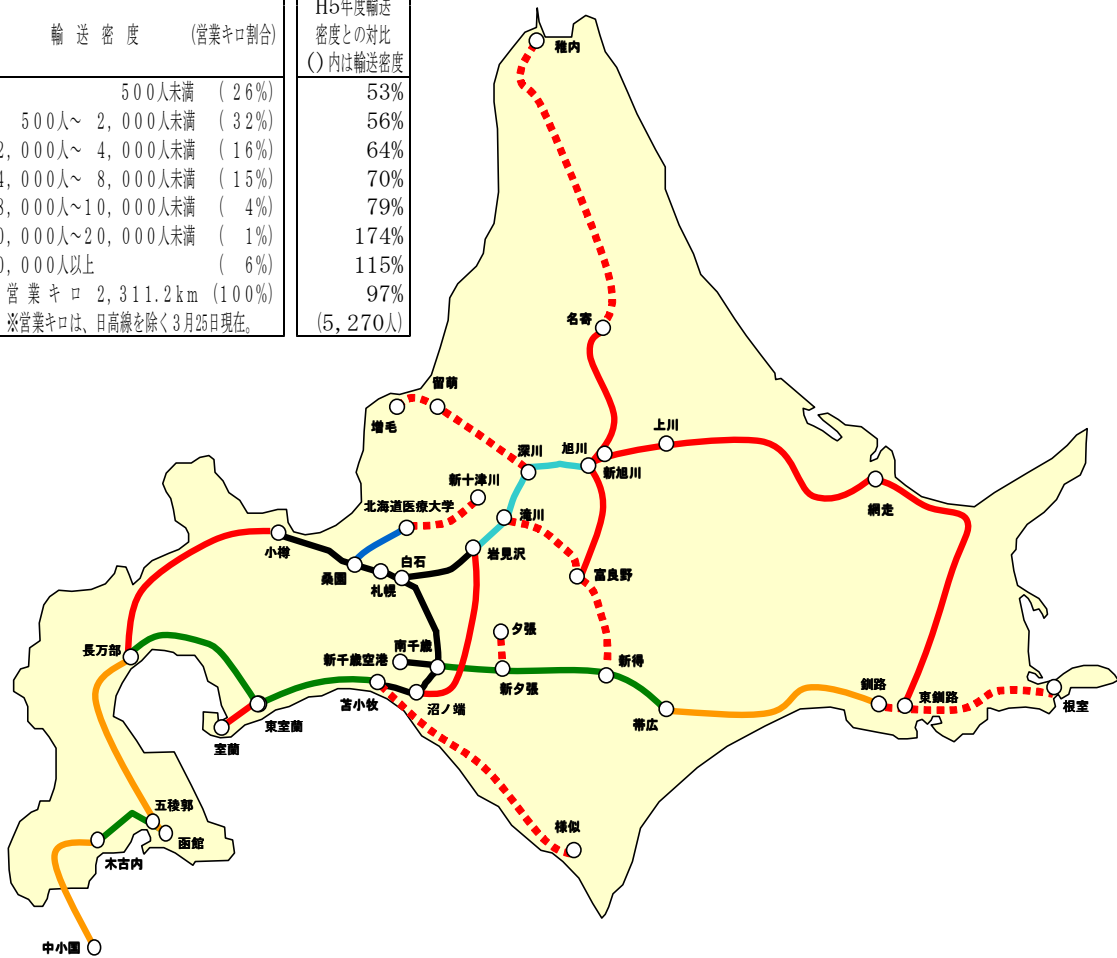 輸送密度 (営業キロ割合)
H5年度輸送
密度との対比
()内は輸送密度
500人未満 (26%) 53%
500人~ 2,000人未満 (32%) 56%
2,000人~ 4,000人未満 (16%) 64%
4,000人~ 8,000人未満 (15%) 70%
8,000人~10,000人未満 ( 4%) 79%
0,000人~20,000人未満 ( 1%) 174%
0,000人以上 ( 6%) 115%
営業キロ 2,311.2km (100%) 97%
※営業キロは、日高線を除く3月25日現在。 (5,270人)
稚内
名寄
留萌
増毛
深川
旭川
上川
新旭川
新十津川
北海道医療大学
滝川
網走
小樽
桑園
札幌
白石
岩見沢
富良野
夕張
南千歳
新千歳空港
長万部
新夕張
新得
苫小牧
沼ノ端
釧路
東釧路
根室
帯広
東室蘭
室蘭
五稜郭
函館
木古内
様似
中小国